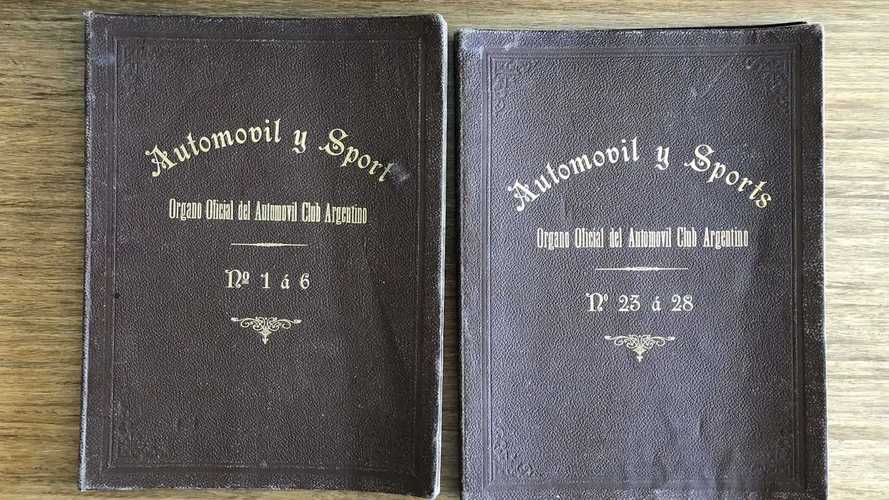 Automovil y Sport
Organo Oficial del Automovil Club Argentino
Nº 1 á 6
Automovil y Sports
Organo Oficial del Automovil Club Argentino
Nº 23 á 28